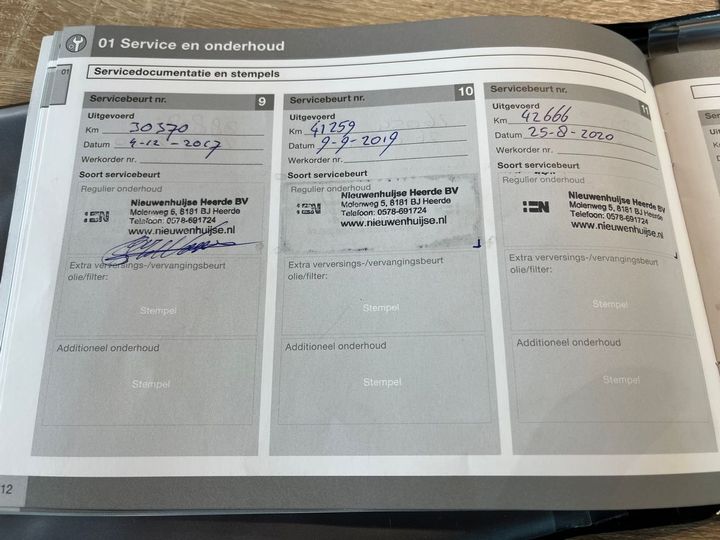 01 Service en onderhoud
01
Servicedocumentatie en stempels
Servicebeurt nr. 9
Uitgevoerd
Km 30370
Datum 4-12-2017
Werkorder nr.
Soort servicebeurt
Regulier onderhoud
Nieuwenhuijse Heerde BV
Molenweg 5, 8181 BJ Heerde
Telefoon: 0578-691724
www.nieuwenhuijse.nl
Extra verversings-/vervangingsbeurt
olie/filter:
Stempel
Additioneel onderhoud
Stempel
Servicebeurt nr. 10
Uitgevoerd
Km 41259
Datum 9-9-2019
Werkorder nr.
Soort servicebeurt
Regulier onderhoud
Nieuwenhuijse Heerde BV
Molenweg 5, 8181 BJ Heerde
Telefoon: 0578-691724
www.nieuwenhuijse.nl
Extra verversings-/vervangingsbeurt
olie/filter:
Stempel
Additioneel onderhoud
Stempel
Servicebeurt nr. 11
Uitgevoerd
Km 42666
Datum 25-8-2020
Werkorder nr.
Soort servicebeurt
Regulier onderhoud
Nieuwenhuijse Heerde BV
Molenweg 5, 8181 BJ Heerde
Telefoon: 0578-691724
www.nieuwenhuijse.nl
Extra verversings-/vervangingsbeurt
olie/filter:
Stempel
Additioneel onderhoud
Stempel
12